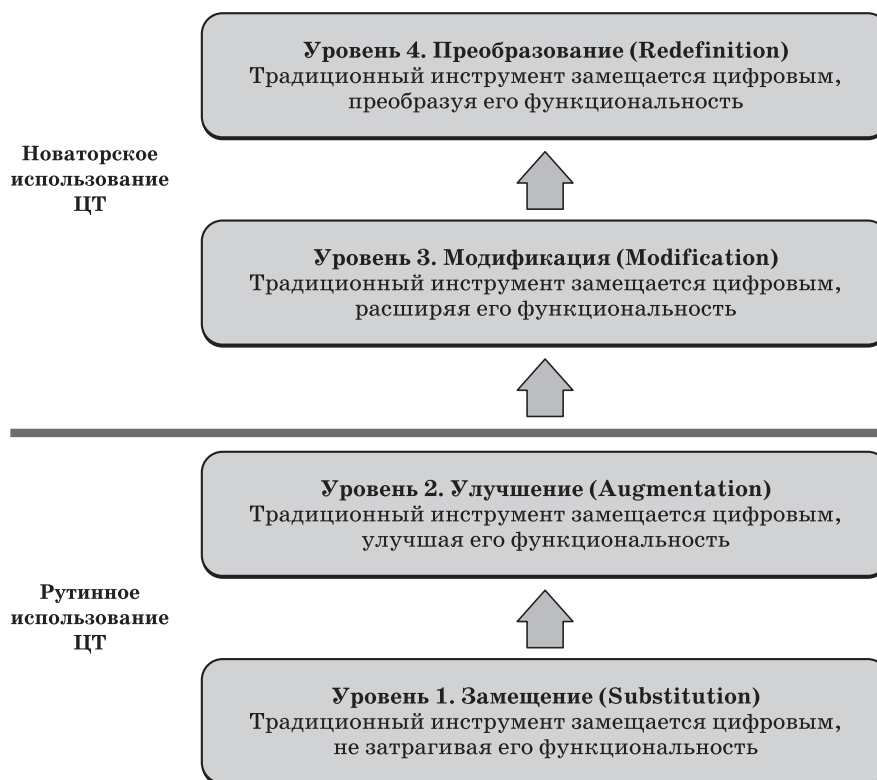 Уровень 4. Преобразование (Redefinition)
Традиционный инструмент замещается цифровым,
преобразуя его функциональность
Новаторское
использование
ЦТ
Уровень 3. Модификация (Modification)
Традиционный инструмент замещается цифровым,
расширяя его функциональность
Уровень 2. Улучшение (Augmentation)
Традиционный инструмент замещается цифровым,
улучшая его функциональность
Рутинное
использование
ЦТ
Уровень 1. Замещение (Substitution)
Традиционный инструмент замещается цифровым,
не затрагивая его функциональность